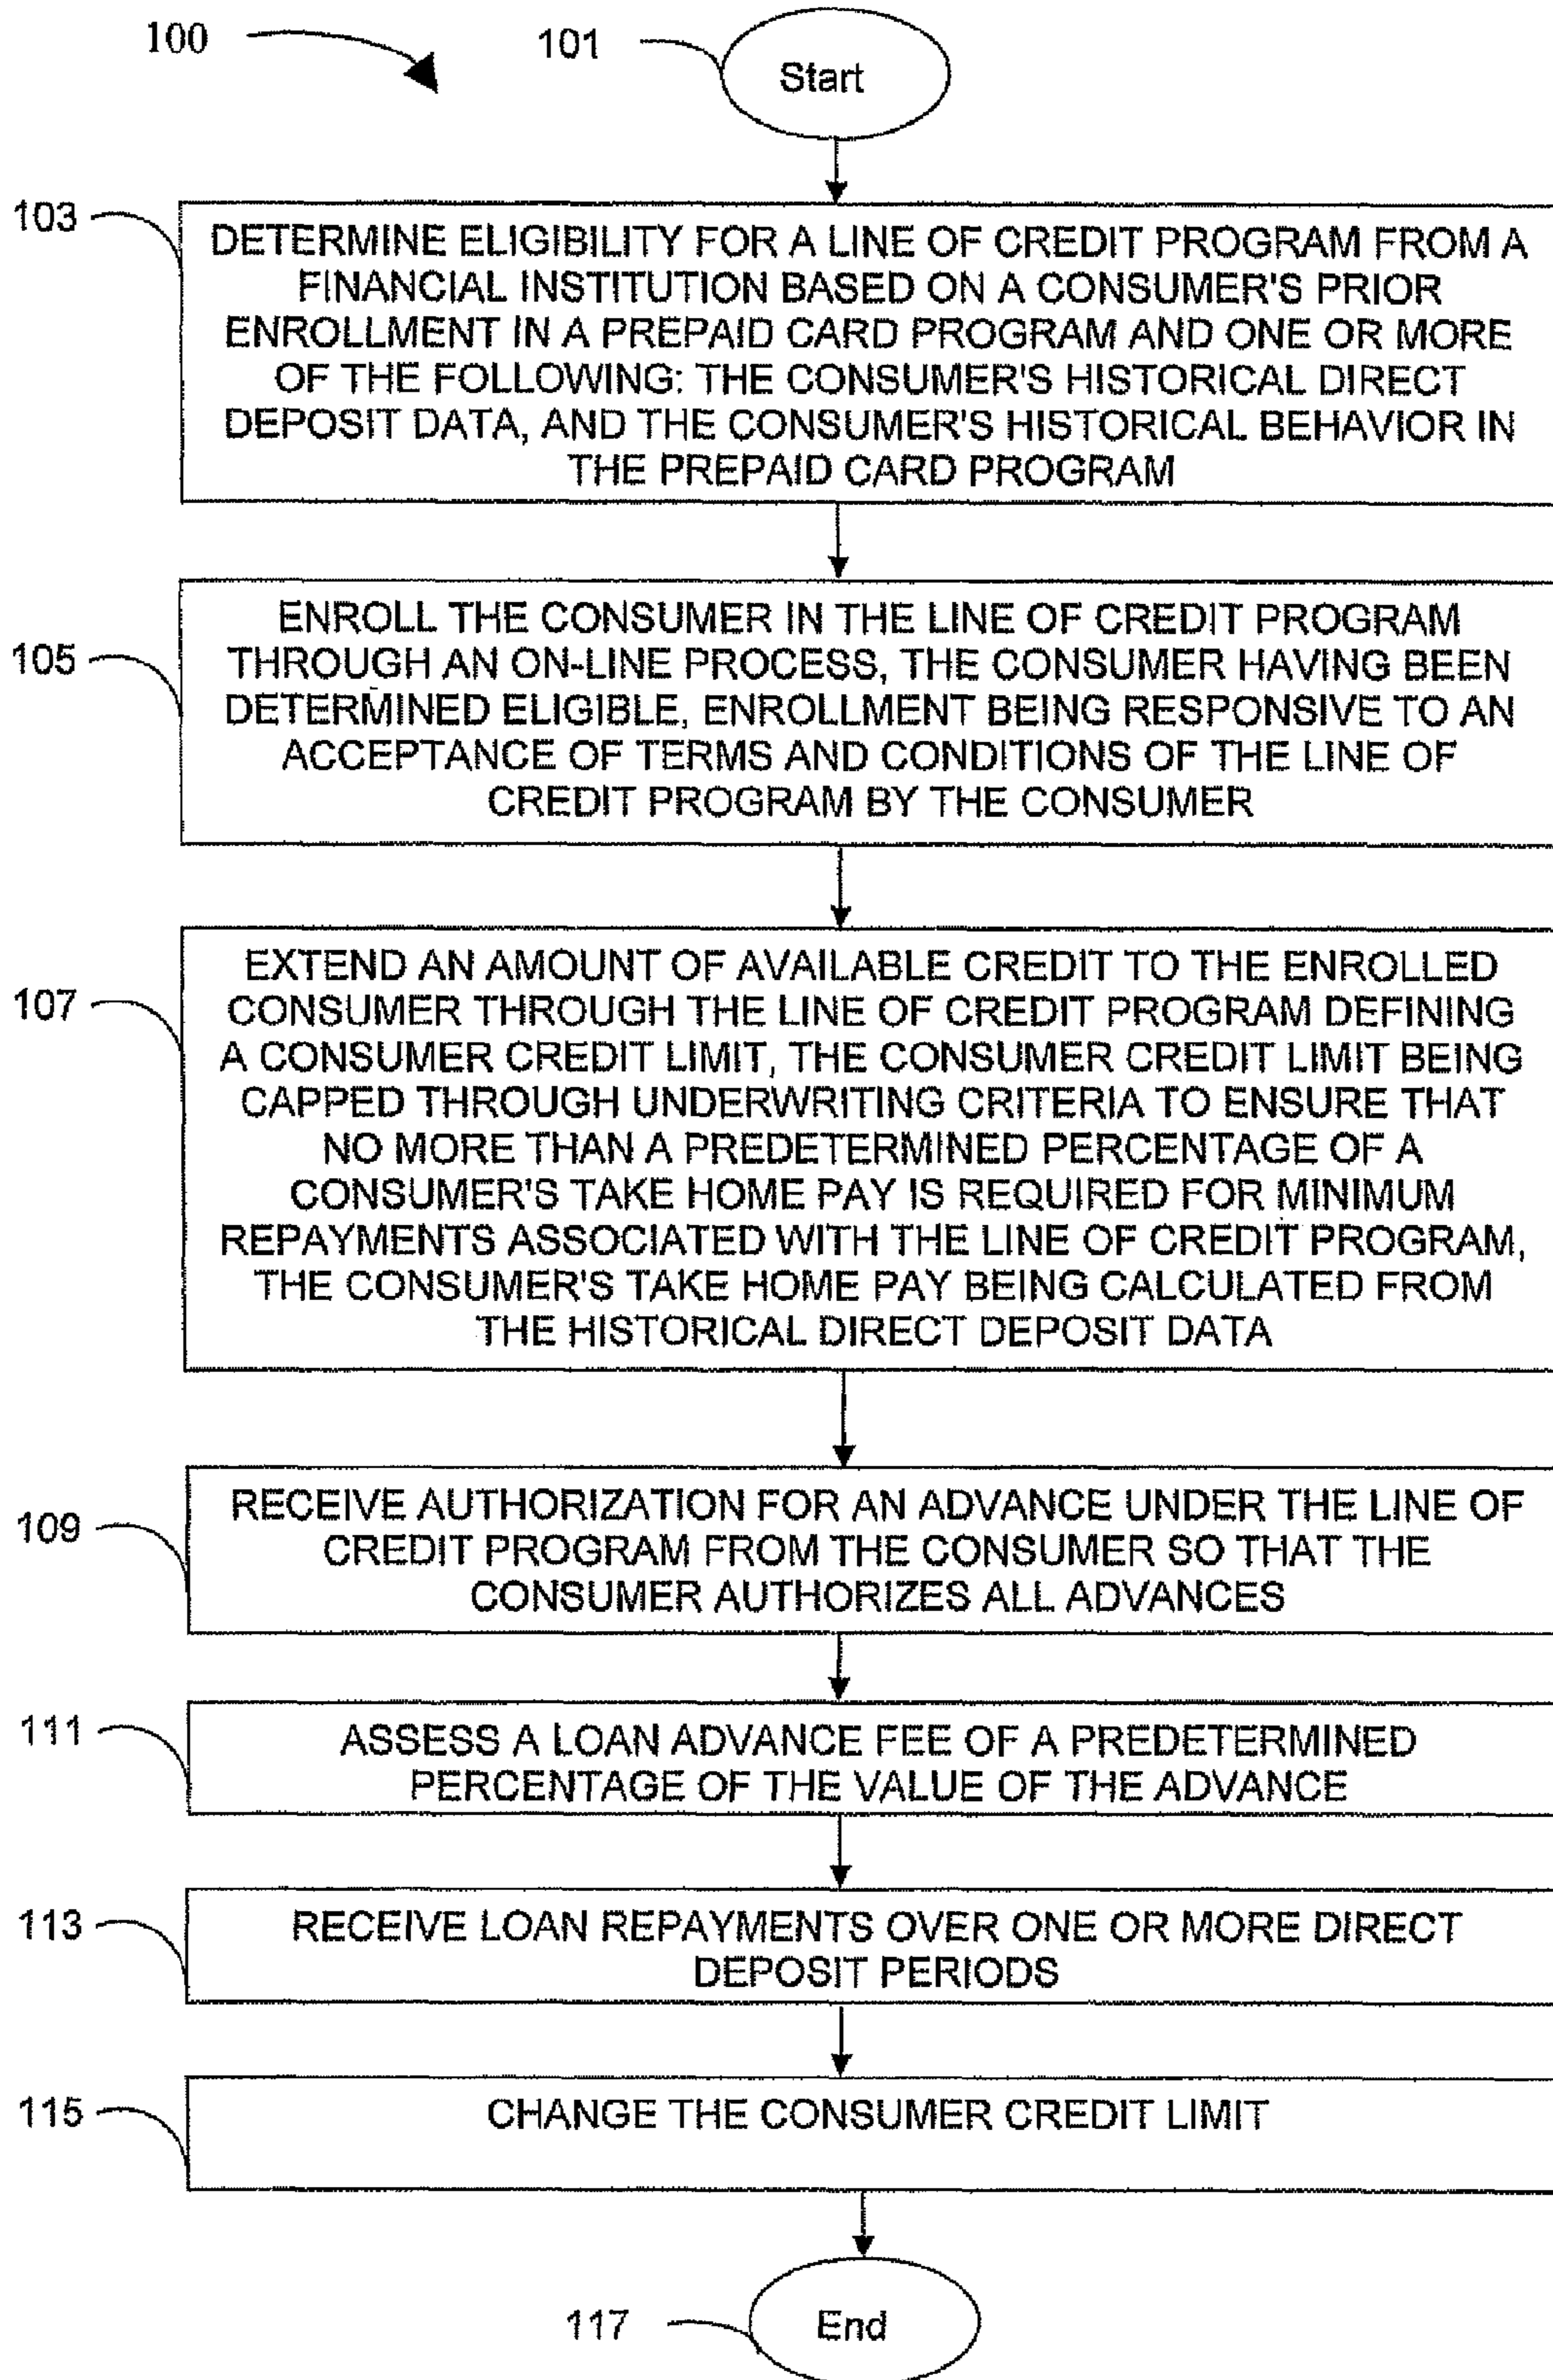 100
101
Start
103
DETERMINE ELIGIBILITY FOR A LINE OF CREDIT PROGRAM FROM A
FINANCIAL INSTITUTION BASED ON A CONSUMER'S PRIOR
ENROLLMENT IN A PREPAID CARD PROGRAM AND ONE OR MORE
OF THE FOLLOWING: THE CONSUMER'S HISTORICAL DIRECT
DEPOSIT DATA, AND THE CONSUMER'S HISTORICAL BEHAVIOR IN
THE PREPAID CARD PROGRAM
105
ENROLL THE CONSUMER IN THE LINE OF CREDIT PROGRAM
THROUGH AN ON-LINE PROCESS, THE CONSUMER HAVING BEEN
DETERMINED ELIGIBLE, ENROLLMENT BEING RESPONSIVE TO AN
ACCEPTANCE OF TERMS AND CONDITIONS OF THE LINE OF
CREDIT PROGRAM BY THE CONSUMER
107
EXTEND AN AMOUNT OF AVAILABLE CREDIT TO THE ENROLLED
CONSUMER THROUGH THE LINE OF CREDIT PROGRAM DEFINING
A CONSUMER CREDIT LIMIT, THE CONSUMER CREDIT LIMIT BEING
CAPPED THROUGH UNDERWRITING CRITERIA TO ENSURE THAT
NO MORE THAN A PREDETERMINED PERCENTAGE OF A
CONSUMER'S TAKE HOME PAY IS REQUIRED FOR MINIMUM
REPAYMENTS ASSOCIATED WITH THE LINE OF CREDIT PROGRAM,
THE CONSUMER'S TAKE HOME PAY BEING CALCULATED FROM
THE HISTORICAL DIRECT DEPOSIT DATA
109
RECEIVE AUTHORIZATION FOR AN ADVANCE UNDER THE LINE OF
CREDIT PROGRAM FROM THE CONSUMER SO THAT THE
CONSUMER AUTHORIZES ALL ADVANCES
111
ASSESS A LOAN ADVANCE FEE OF A PREDETERMINED
PERCENTAGE OF THE VALUE OF THE ADVANCE
113
RECEIVE LOAN REPAYMENTS OVER ONE OR MORE DIRECT
DEPOSIT PERIODS
115
CHANGE THE CONSUMER CREDIT LIMIT
117
End